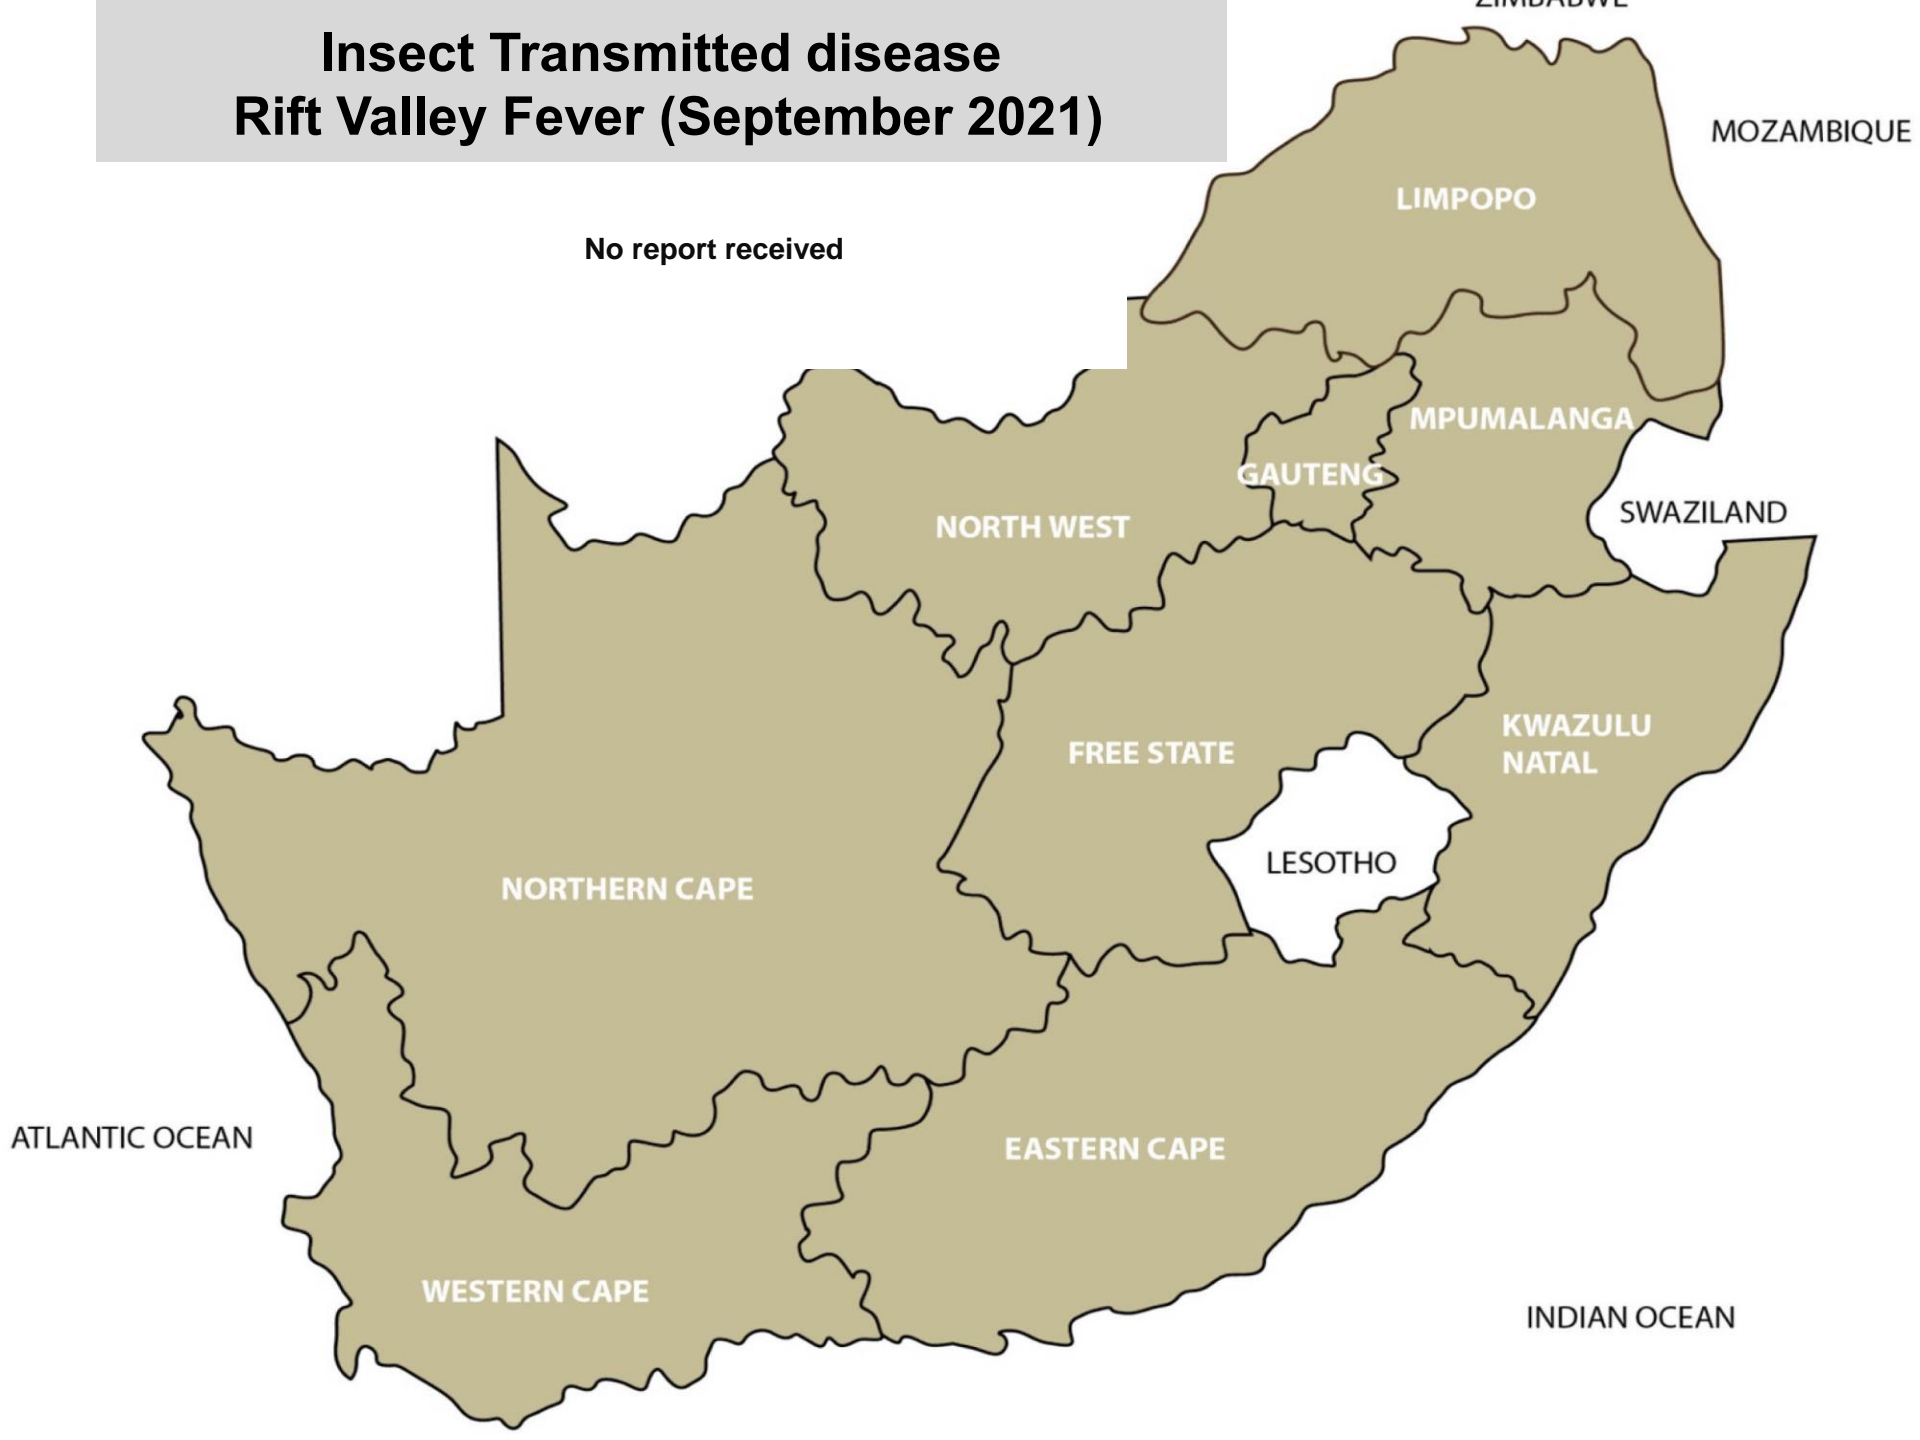 ZIMBABWE
Insect Transmitted disease
Rift Valley Fever (September 2021)
MOZAMBIQUE
LIMPOPO
No report received
MPUMALANGA
GAUTENG
SWAZILAND
NORTH WEST
KWAZULU
NATAL
FREE STATE
LESOTHO
NORTHERN CAPE
ATLANTIC OCEAN
EASTERN CAPE
WESTERN CAPE
INDIAN OCEAN